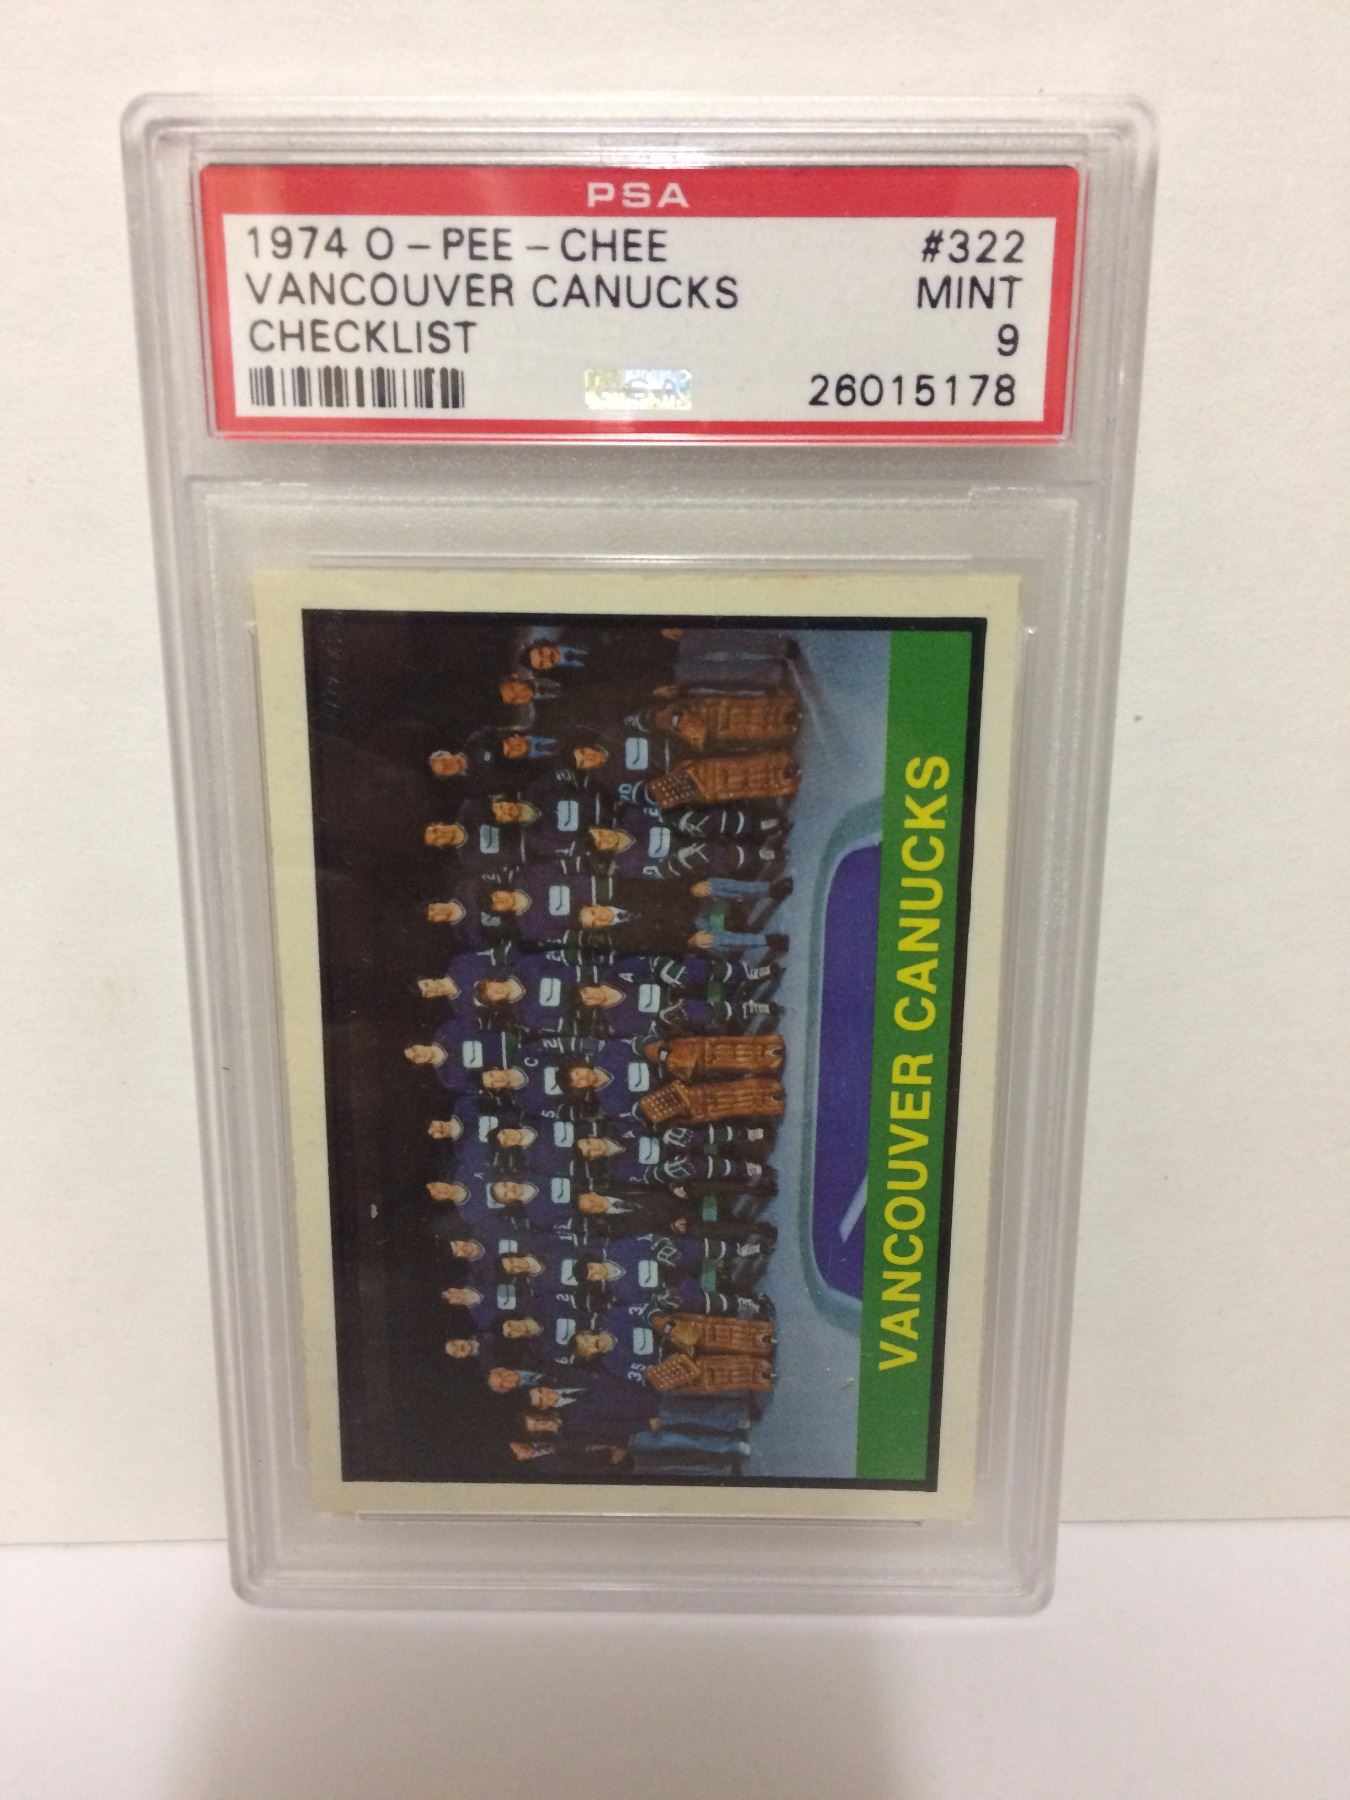 PSA
1974 O-PEE-CHEE #322
VANCOUVER CANUCKS MINT
CHECKLIST 9
26015178
VANCOUVER CANUCKS